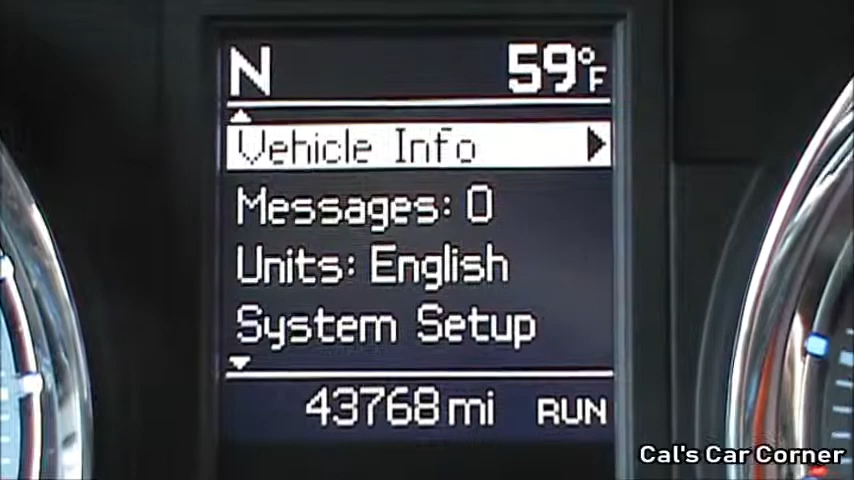 N 59°F
Vehicle Info
Messages: 0
Units: English
System Setup
43768 mi RUN
Cal's Car Corner